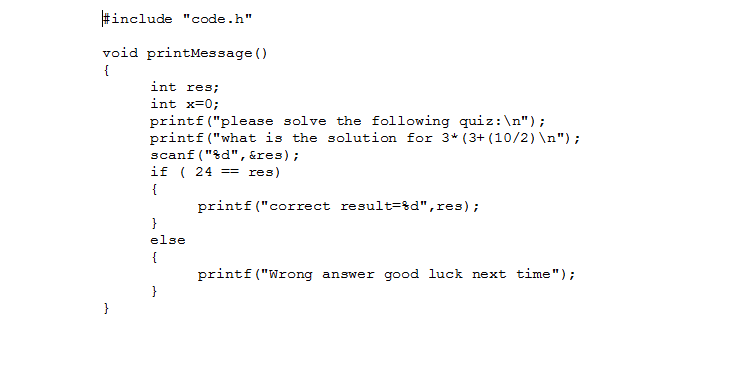 #include "code.h"
void printMessage()
{
int res;
int x=0;
printf("please solve the following quiz:\n");
printf("what is the solution for 3*(3+(10/2)\n");
scanf("%d",&res);
if ( 24 == res)
{
printf("correct result=%d",res);
}
else
{
printf("Wrong answer good luck next time");
}
}